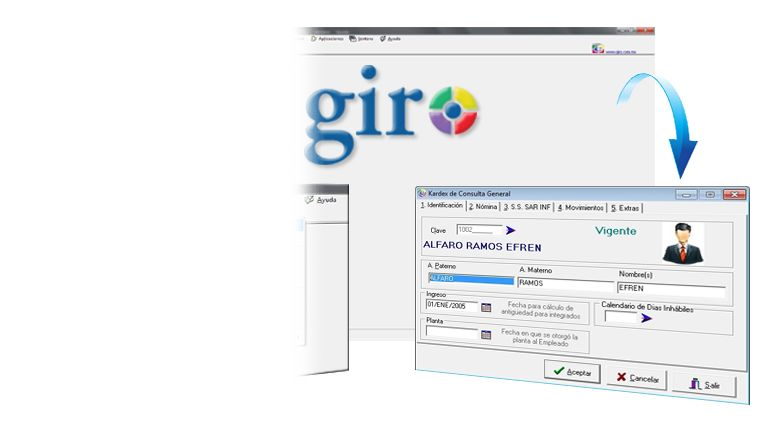 Aplicaciones Ventana Ayuda
www.giro.com.mx
giro
Ayuda
Kardex de Consulta General
1. Identificación 2. Nómina 3. S.S. SAR INF 4. Movimientos 5. Extras
Clave 1002______ Vigente
ALFARO RAMOS EFREN
A. Paterno A. Materno Nombre(s)
ALFARO RAMOS EFREN
Ingreso Calendario de Dias Inhábiles
01/ENE/2005 Fecha para cálculo de
antigüedad para integrados
Planta Fecha en que se otorgó la
planta al Empleado
Aceptar Cancelar Salir